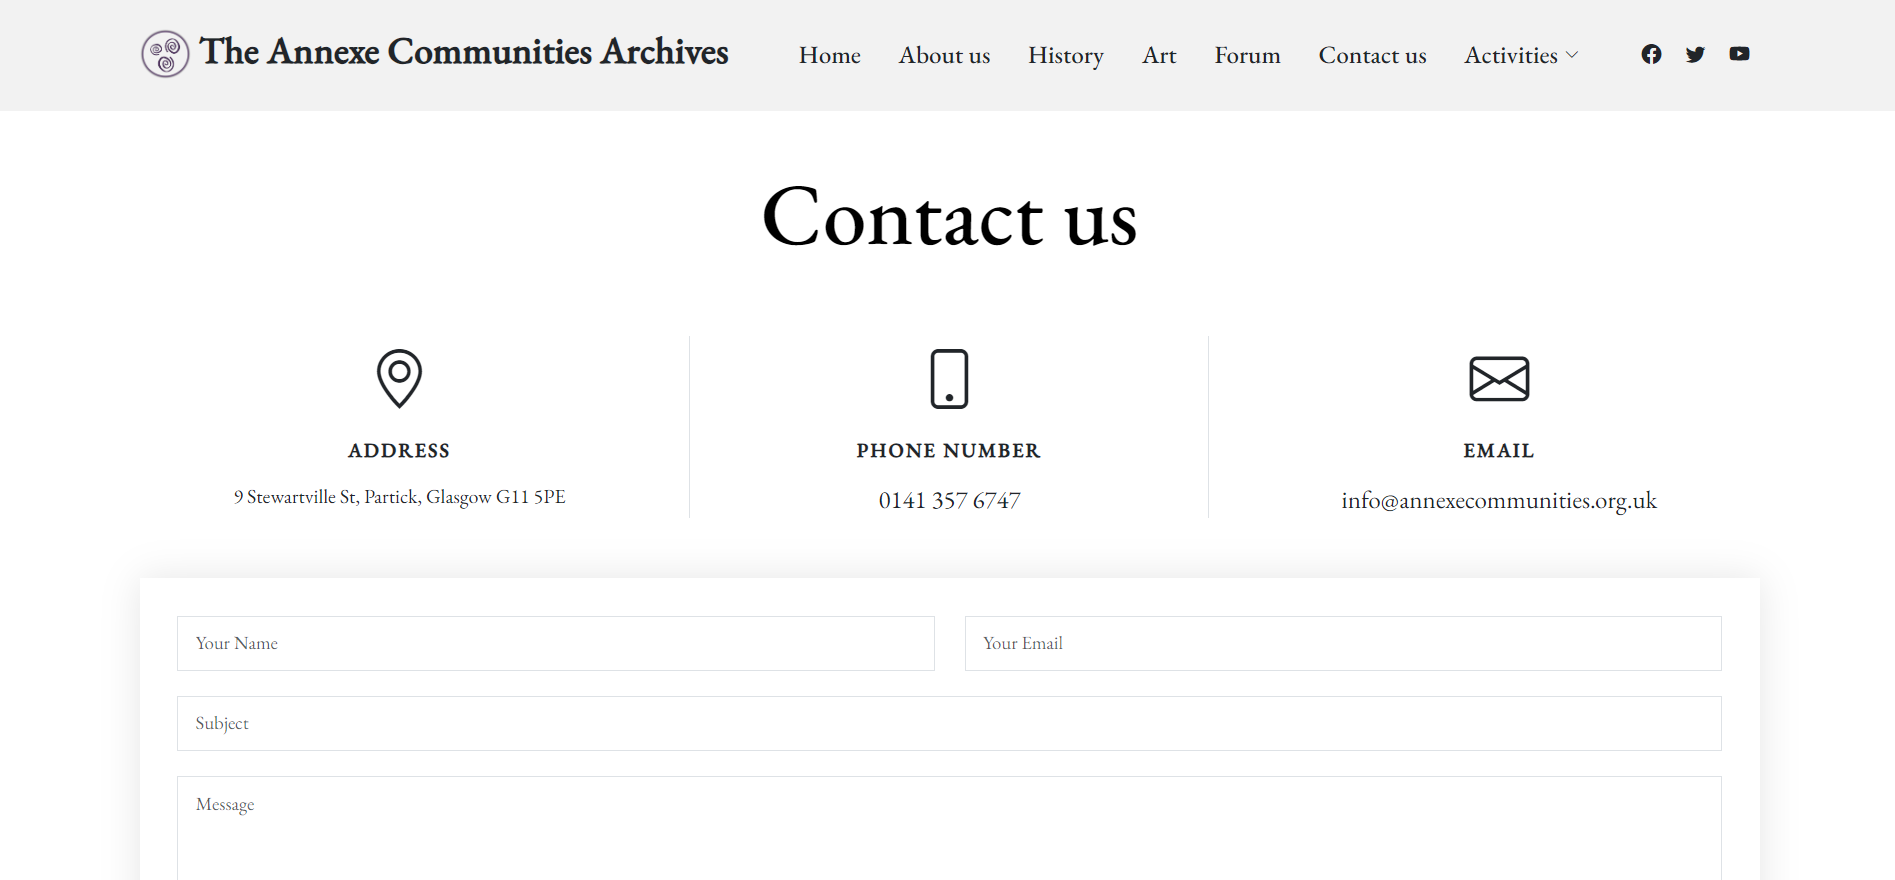 The Annexe Communities Archives
Home About us History Art Forum Contact us Activities
Contact us
ADDRESS
9 Stewartville St, Partick, Glasgow G11 5PE
PHONE NUMBER
0141 357 6747
EMAIL
info@annexecommunities.org.uk
Your Name
Your Email
Subject
Message